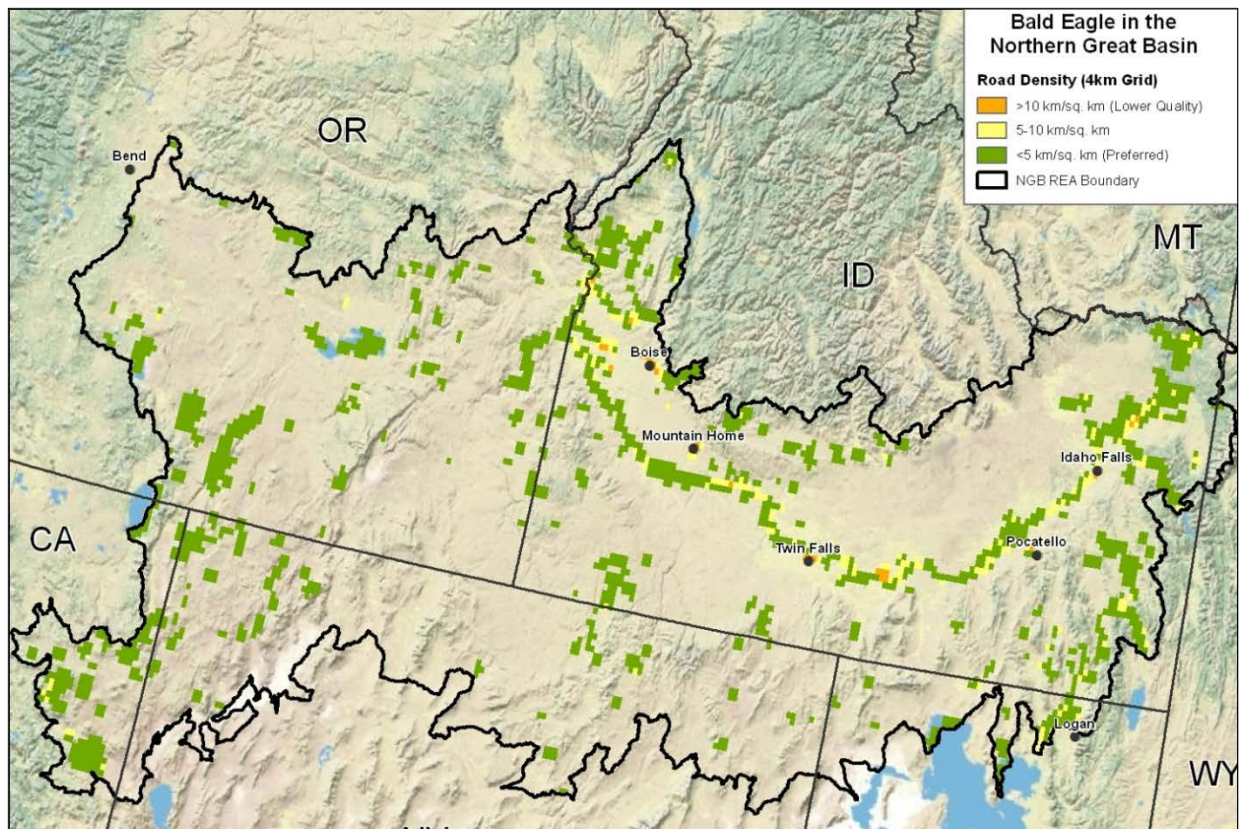 Bald Eagle in the
Northern Great Basin
Road Density (4km Grid)
>10 km/sq. km (Lower Quality)
5-10 km/sq. km
<5 km/sq. km (Preferred)
NGB REA Boundary
OR
Bend
MT
ID
Boise
Mountain Home
Idaho Falls
CA
Twin Falls
Pocatello
Logan
WY